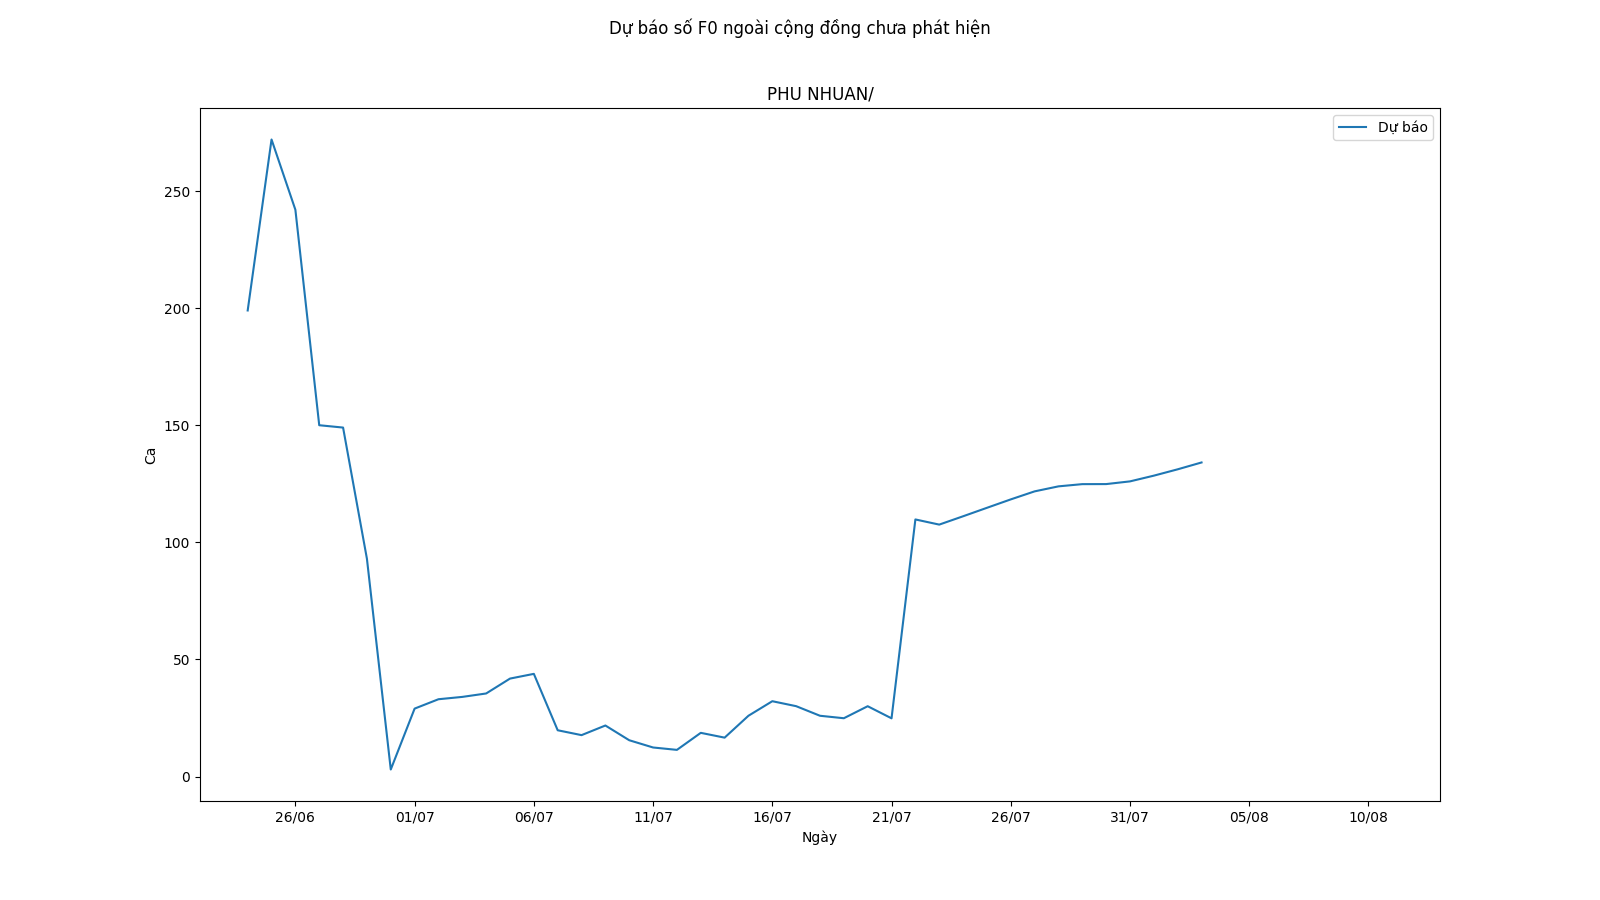 Dự báo số F0 ngoài cộng đồng chưa phát hiện
PHU NHUAN/
Dự báo
250
200
150
100
50
0
Ca
26/06 01/07 06/07 11/07 16/07 21/07 26/07 31/07 05/08 10/08
Ngày